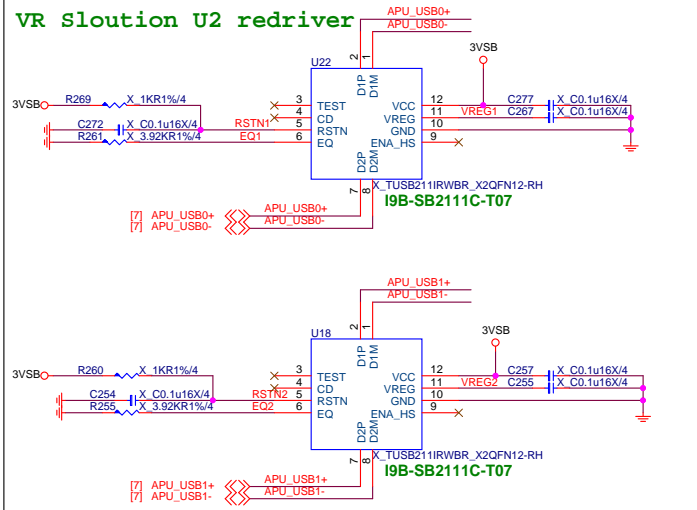 VR Sloution U2 redriver
APU_USB0+
APU_USB0-
3VSB
U22
2
1
D1P
D1M
3VSB
R269
X_1KR1%/4
3
TEST
VCC
12
C277
X_C0.1u16X/4
4
CD
VREG
11
VREG1
C267
X_C0.1u16X/4
C272
X_C0.1u16X/4
RSTN1
5
RSTN
GND
10
R261
X_3.92KR1%/4
EQ1
6
EQ
ENA_HS
9
D2P
D2M
7
8
X_TUSB211IRWBR_X2QFN12-RH
I9B-SB2111C-T07
[7] APU_USB0+
APU_USB0+
[7] APU_USB0-
APU_USB0-
APU_USB1+
APU_USB1-
3VSB
U18
2
1
D1P
D1M
3VSB
R260
X_1KR1%/4
3
TEST
VCC
12
C257
X_C0.1u16X/4
4
CD
VREG
11
VREG2
C255
X_C0.1u16X/4
C254
X_C0.1u16X/4
RSTN2
5
RSTN
GND
10
R255
X_3.92KR1%/4
EQ2
6
EQ
ENA_HS
9
D2P
D2M
7
8
X_TUSB211IRWBR_X2QFN12-RH
I9B-SB2111C-T07
[7] APU_USB1+
APU_USB1+
[7] APU_USB1-
APU_USB1-